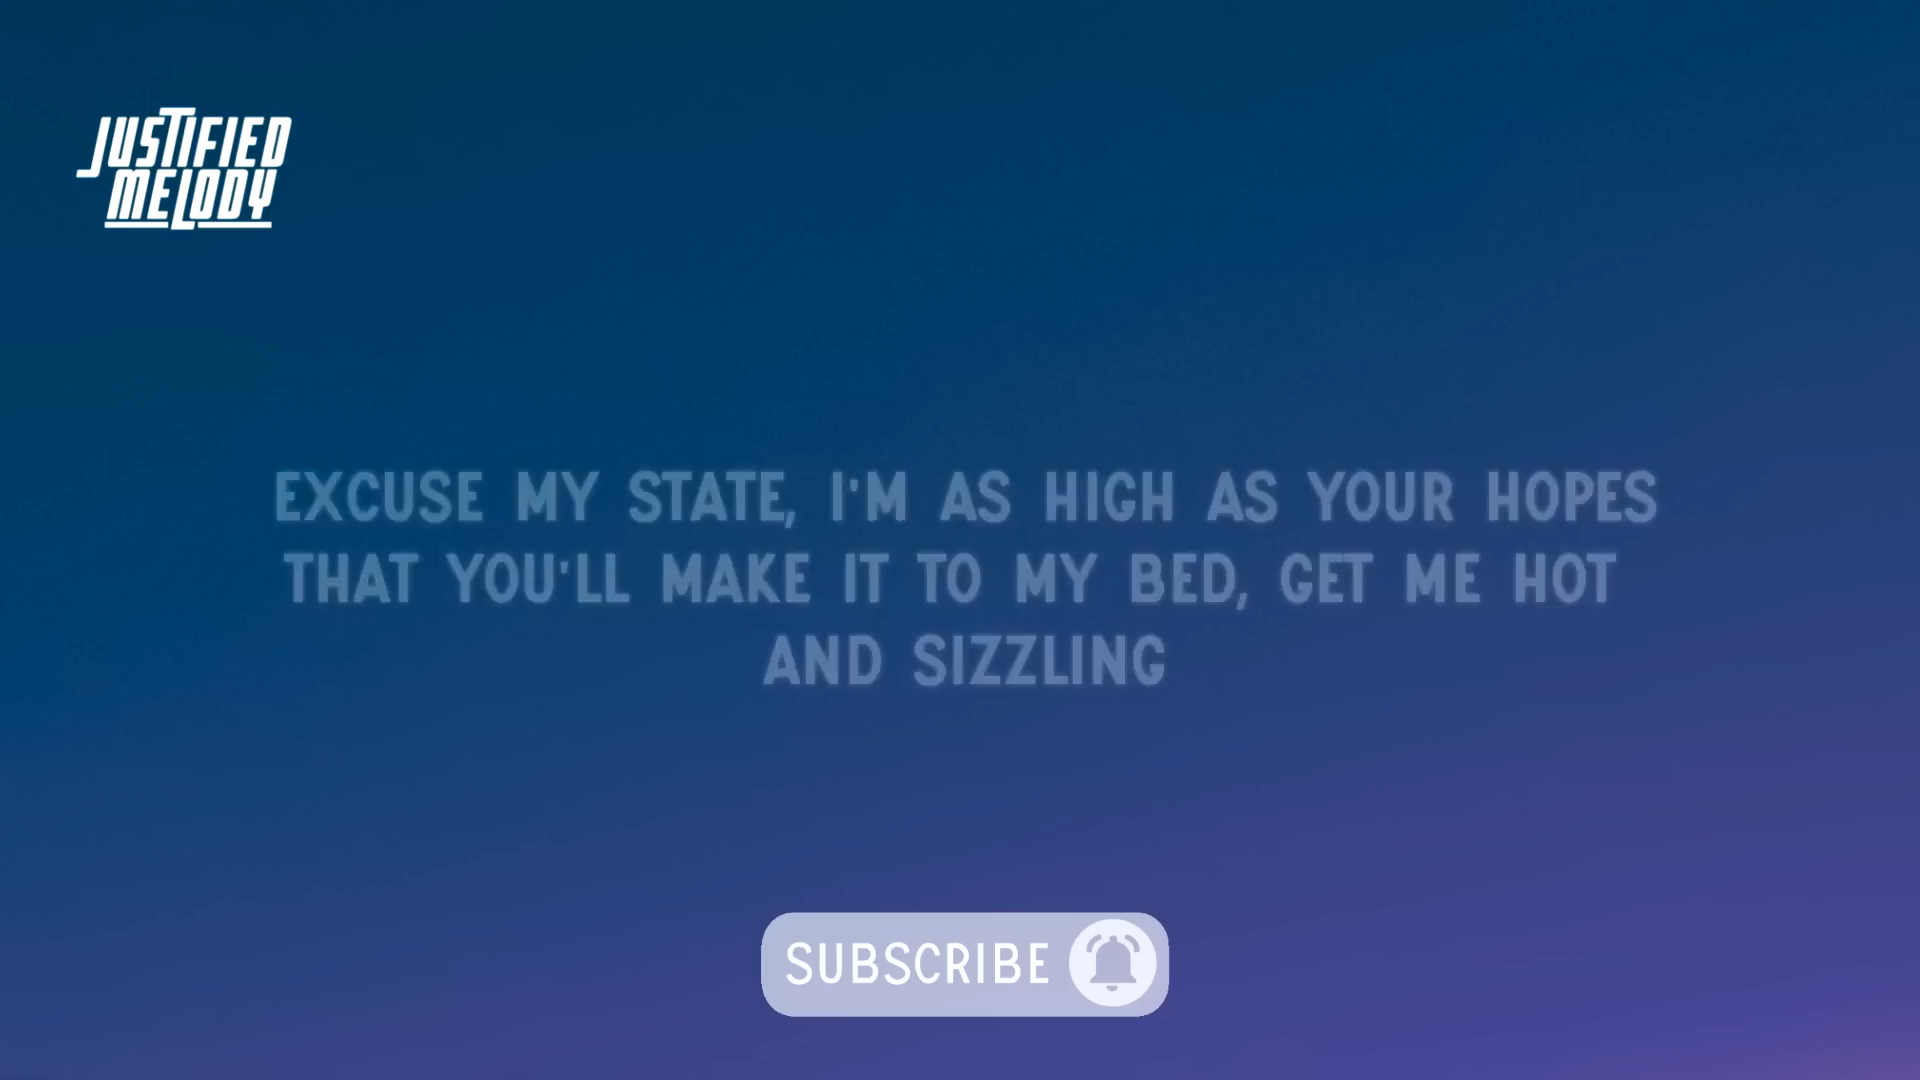 JUSTIFIED
MELODY
EXCUSE MY STATE, I'M AS HIGH AS YOUR HOPES
THAT YOU'LL MAKE IT TO MY BED, GET ME HOT
AND SIZZLING
SUBSCRIBE